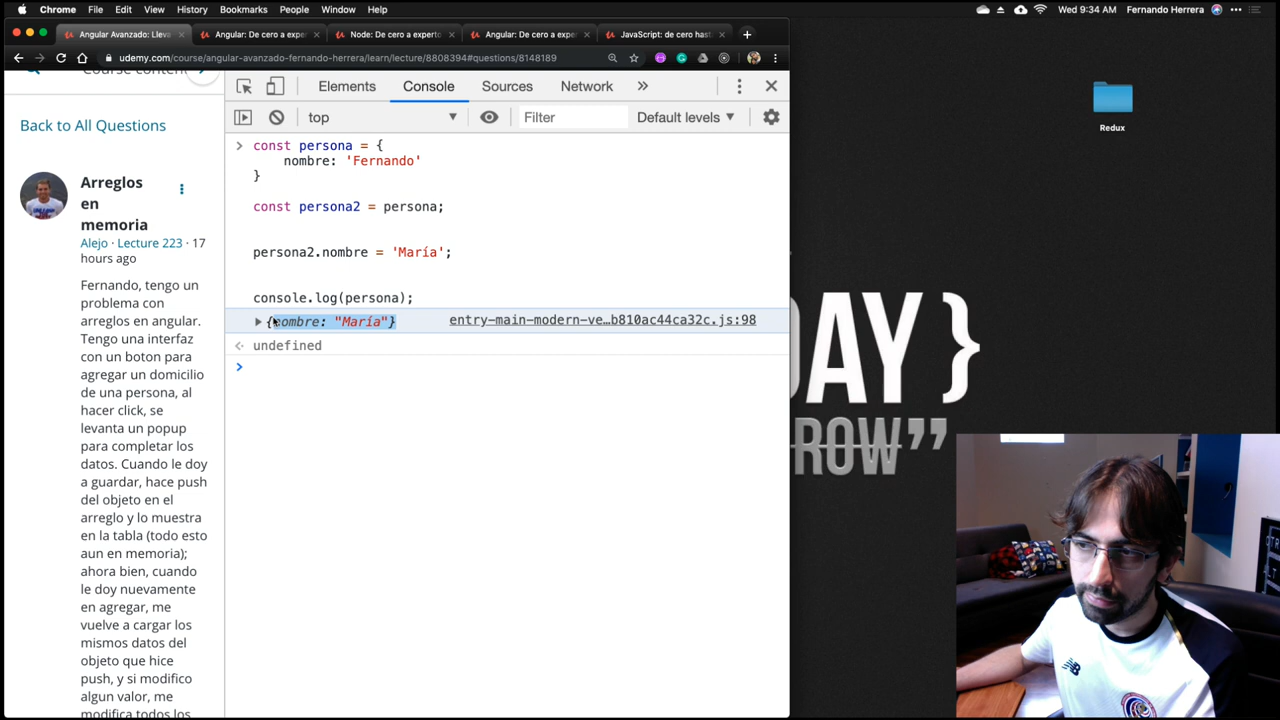 Chrome File Edit View History Bookmarks People Window Help Wed 9:34 AM Fernando Herrera
Angular Avanzado: Lleva Angular: De cero a exper Node: De cero a experto Angular: De cero a exper JavaScript: de cero hast
udemy.com/course/angular-avanzado-fernando-herrera/learn/lecture/8808394#questions/8148189
Course content
Back to All Questions
Arreglos
en
memoria
Alejo · Lecture 223 · 17
hours ago
Fernando, tengo un
problema con
arreglos en angular.
Tengo una interfaz
con un boton para
agregar un domicilio
de una persona, al
hacer click, se
levanta un popup
para completar los
datos. Cuando le doy
a guardar, hace push
del objeto en el
arreglo y lo muestra
en la tabla (todo esto
aun en memoria);
ahora bien, cuando
le doy nuevamente
en agregar, me
vuelve a cargar los
mismos datos del
objeto que hice
push, y si modifico
algun valor, me
modifica todos los
Elements Console Sources Network »
top Filter Default levels
const persona = {
nombre: 'Fernando'
}
const persona2 = persona;
persona2.nombre = 'María';
console.log(persona);
{nombre: "María"} entry-main-modern-ve…b810ac44ca32c.js:98
undefined
Redux
DAY }
ROW”